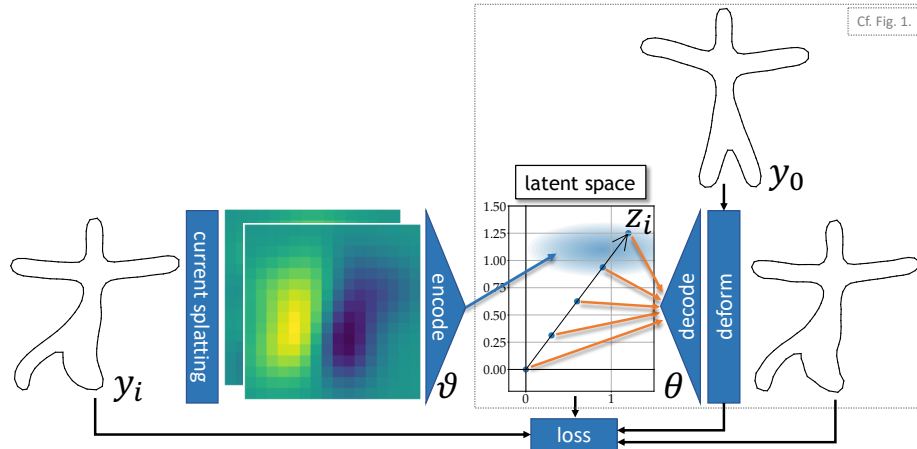 Cf. Fig. 1.
y₀
latent space
1.50
1.25
1.00
0.75
0.50
0.25
0.00
0
1
zᵢ
current splatting
encode
decode
deform
yᵢ
ϑ
θ
loss